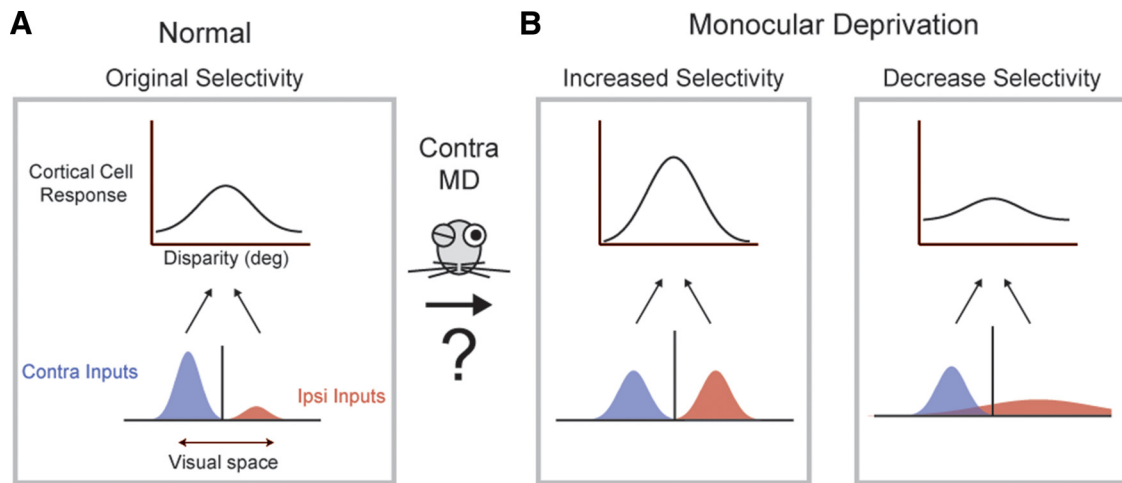 A
Normal
Original Selectivity
Cortical Cell
Response
Disparity (deg)
Contra Inputs
Ipsi Inputs
Visual space
Contra
MD
?
B
Monocular Deprivation
Increased Selectivity
Decrease Selectivity